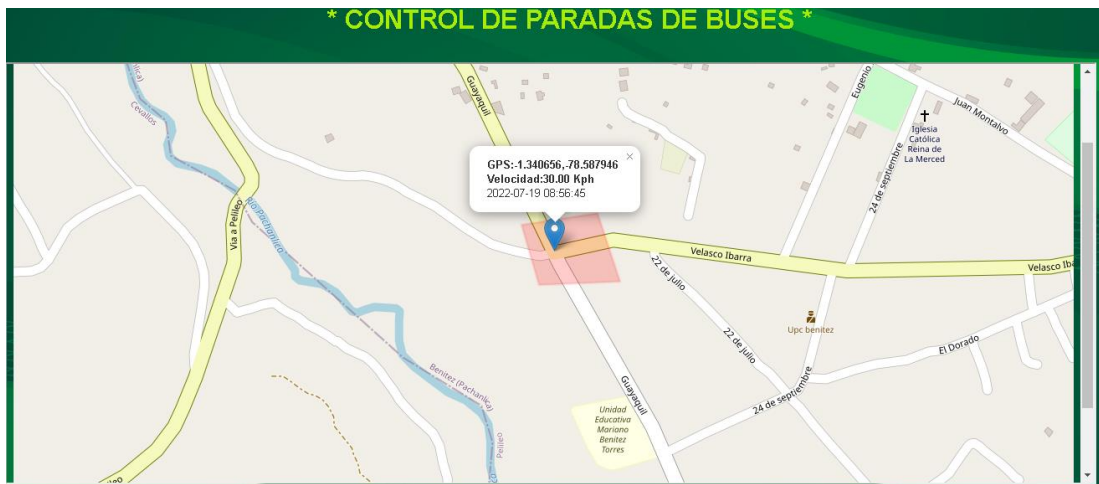 * CONTROL DE PARADAS DE BUSES *
Cevallos
Guayaquil
Eugenio
Juan Montalvo
Iglesia
Católica
Reina de
La Merced
GPS:-1.340656,-78.587946
×
Velocidad:30.00 Kph
2022-07-19 08:56:45
24 de septiembre
Río Pachanlica
Vía a Pelileo
Velasco Ibarra
22 de julio
Velasco Iba
Upc benitez
22 de julio
El Dorado
Benitez (Pachanlica)
Pelileo
Guayaquil
24 de septiembre
Unidad
Educativa
Mariano
Benitez
Torres